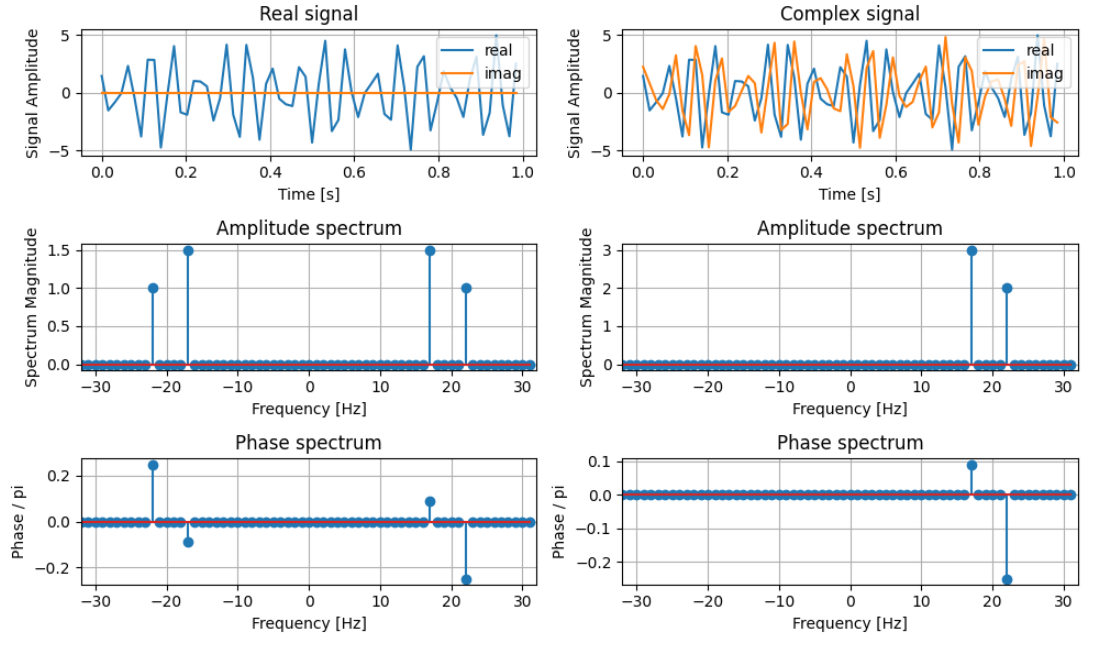 Real signal
Complex signal
Signal Amplitude
5
0
−5
real
imag
0.0 0.2 0.4 0.6 0.8 1.0
Time [s]
Signal Amplitude
5
0
−5
real
imag
0.0 0.2 0.4 0.6 0.8 1.0
Time [s]
Amplitude spectrum
Amplitude spectrum
Spectrum Magnitude
1.5
1.0
0.5
0.0
−30 −20 −10 0 10 20 30
Frequency [Hz]
Spectrum Magnitude
3
2
1
0
−30 −20 −10 0 10 20 30
Frequency [Hz]
Phase spectrum
Phase spectrum
Phase / pi
0.2
0.0
−0.2
−30 −20 −10 0 10 20 30
Frequency [Hz]
Phase / pi
0.1
0.0
−0.1
−0.2
−30 −20 −10 0 10 20 30
Frequency [Hz]